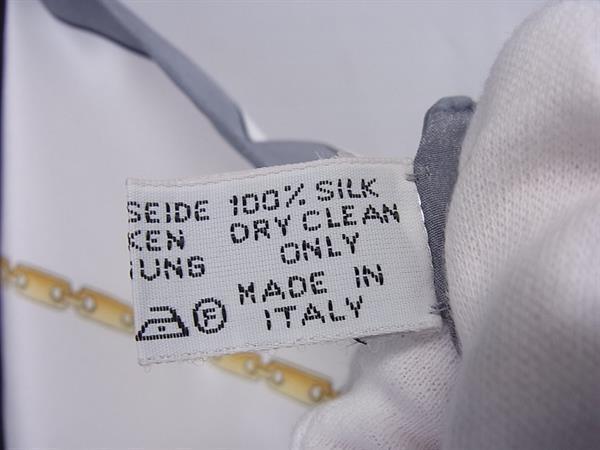 SEIDE 100% SILK
KEN DRY CLEAN
UNG ONLY
MADE IN
F ITALY